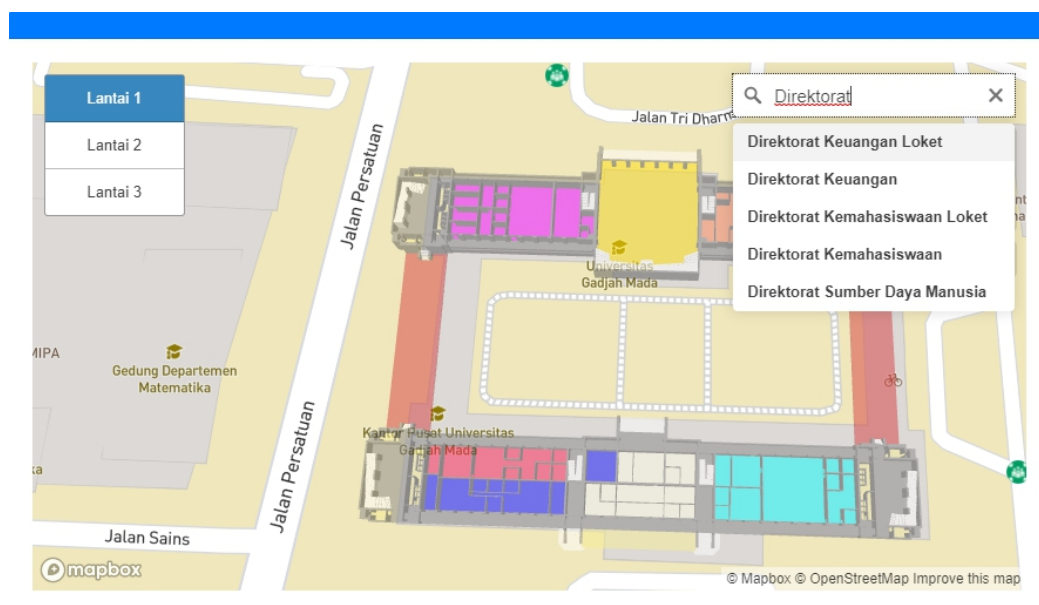 Lantai 1
Lantai 2
Lantai 3
Direktorat
Direktorat Keuangan Loket
Direktorat Keuangan
Direktorat Kemahasiswaan Loket
Direktorat Kemahasiswaan
Direktorat Sumber Daya Manusia
Jalan Tri Dharm
Jalan Persatuan
Universitas
Gadjah Mada
MIPA
Gedung Departemen
Matematika
Kantor Pusat Universitas
Gadjah Mada
Jalan Persatuan
Jalan Sains
mapbox
© Mapbox © OpenStreetMap Improve this map